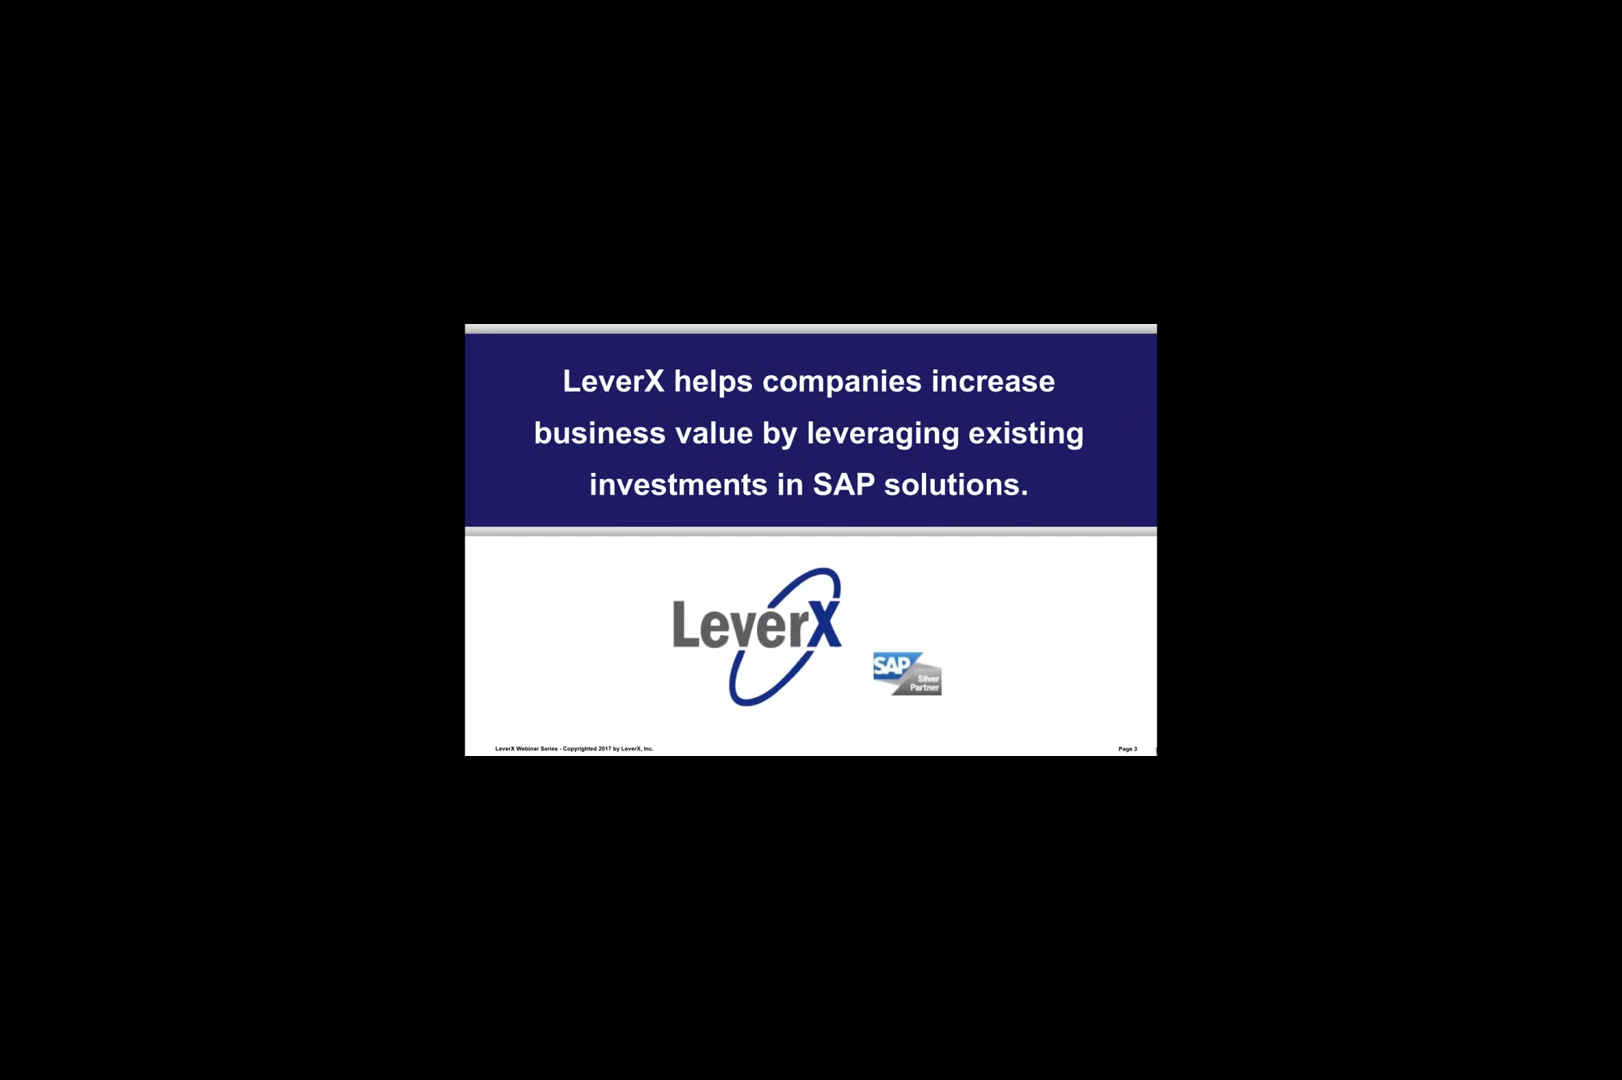 LeverX helps companies increase
business value by leveraging existing
investments in SAP solutions.
LeverX
SAP
Silver
Partner
LeverX Webinar Series - Copyrighted 2017 by LeverX, Inc.
Page 3